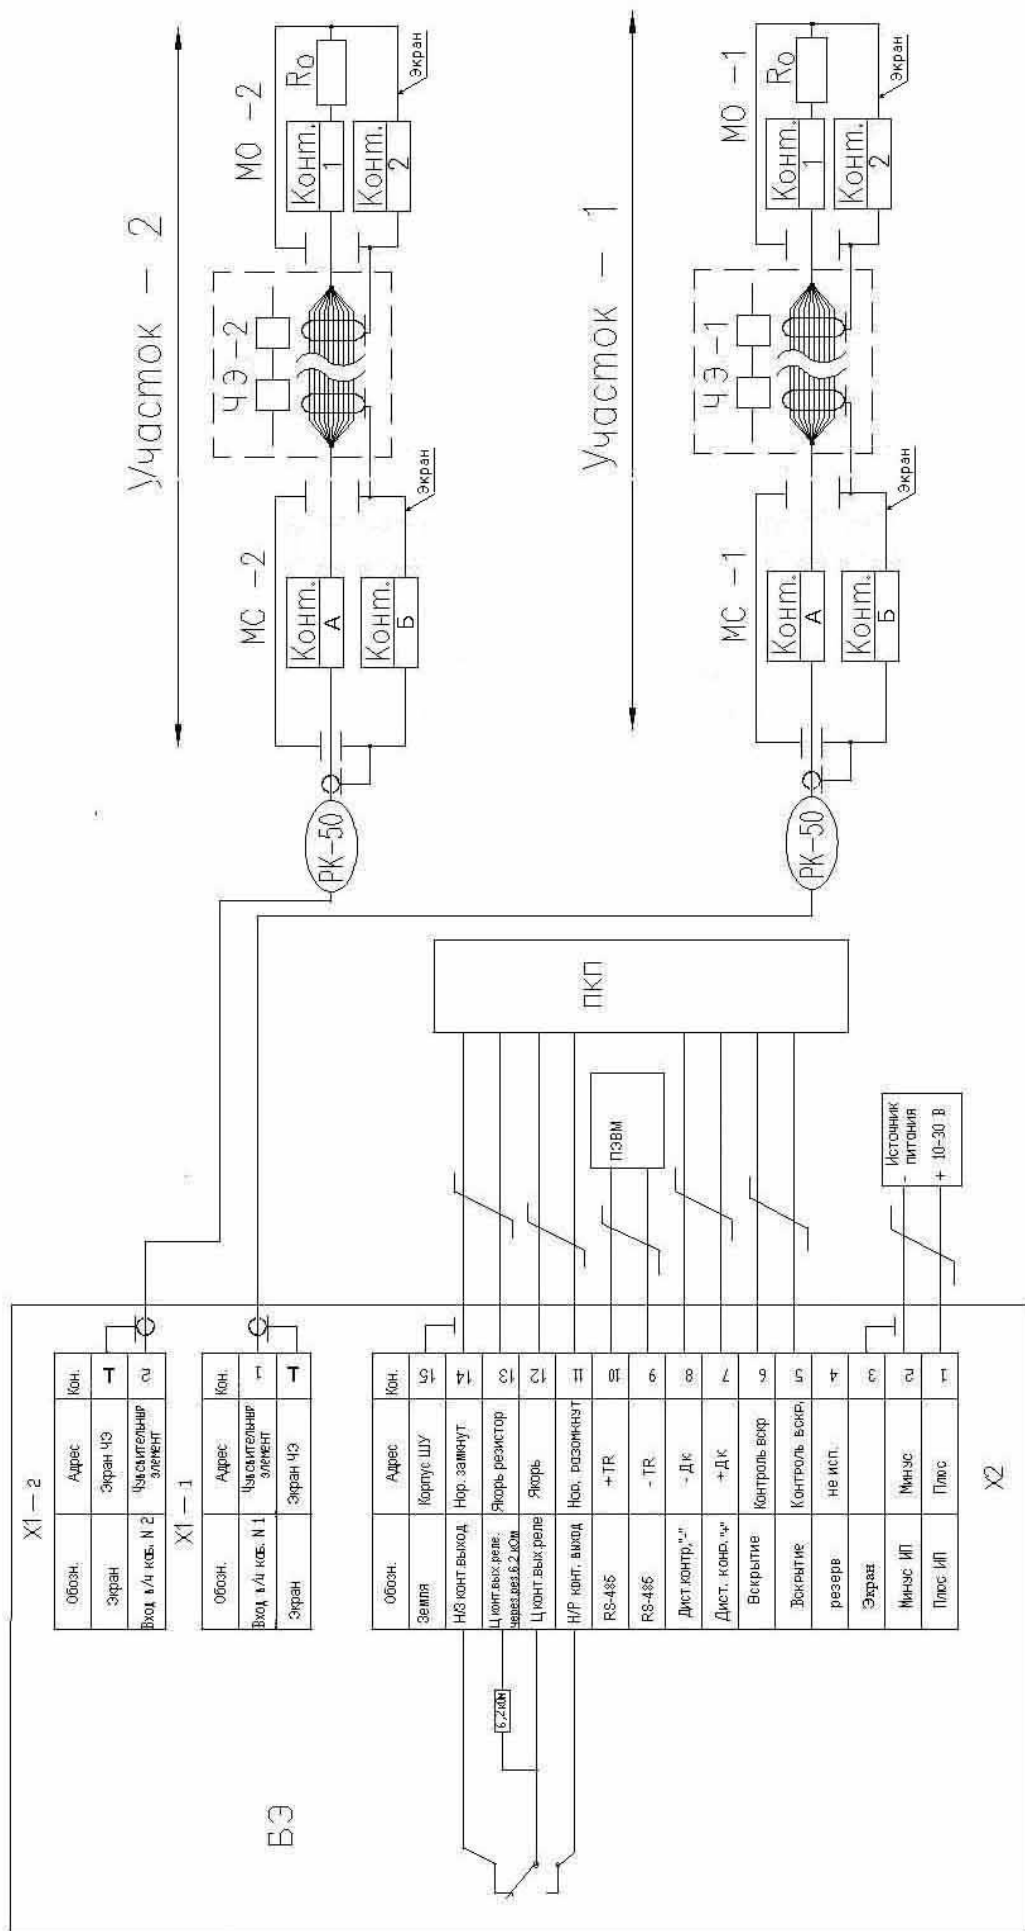 Участок - 2
МС -2
ЧЭ-2
МО -2
Конт. А
Конт. Б
Экран
Конт. 1
Конт. 2
Rо
Экран
РК-50
Участок - 1
МС -1
ЧЭ-1
МО -1
Конт. А
Конт. Б
Экран
Конт. 1
Конт. 2
Rо
Экран
РК-50
БЭ
X1-2
Обозн. Адрес Кон.
Экран Экран ЧЭ Т
Вход в/ч каб. N 2 Чувствительный элемент 2
X1-1
Обозн. Адрес Кон.
Вход в/ч каб. N 1 Чувствительный элемент 1
Экран Экран ЧЭ Т
Обозн. Адрес Кон.
Земля Корпус ШУ 15
Н/З конт.выход Нор. замкнут 14
Ц конт.вых.реле. через рез.6,2 кОм Якорь резистор 13
Ц конт.вых реле Якорь 12
Н/Р конт. выход Нор. разомкнут 11
RS-485 +TR 10
RS-485 -TR 9
Дист.контр,"-" -ДК 8
Дист. конр."+" +ДК 7
Вскрытие Контроль вскр 6
Вскрытие Контроль вскр. 5
резерв не исп. 4
Экран 3
Минус ИП Минус 2
Плюс ИП Плюс 1
X2
6,2кОм
ПКП
ПЭВМ
Источник
питания
-
+ 10-30 В